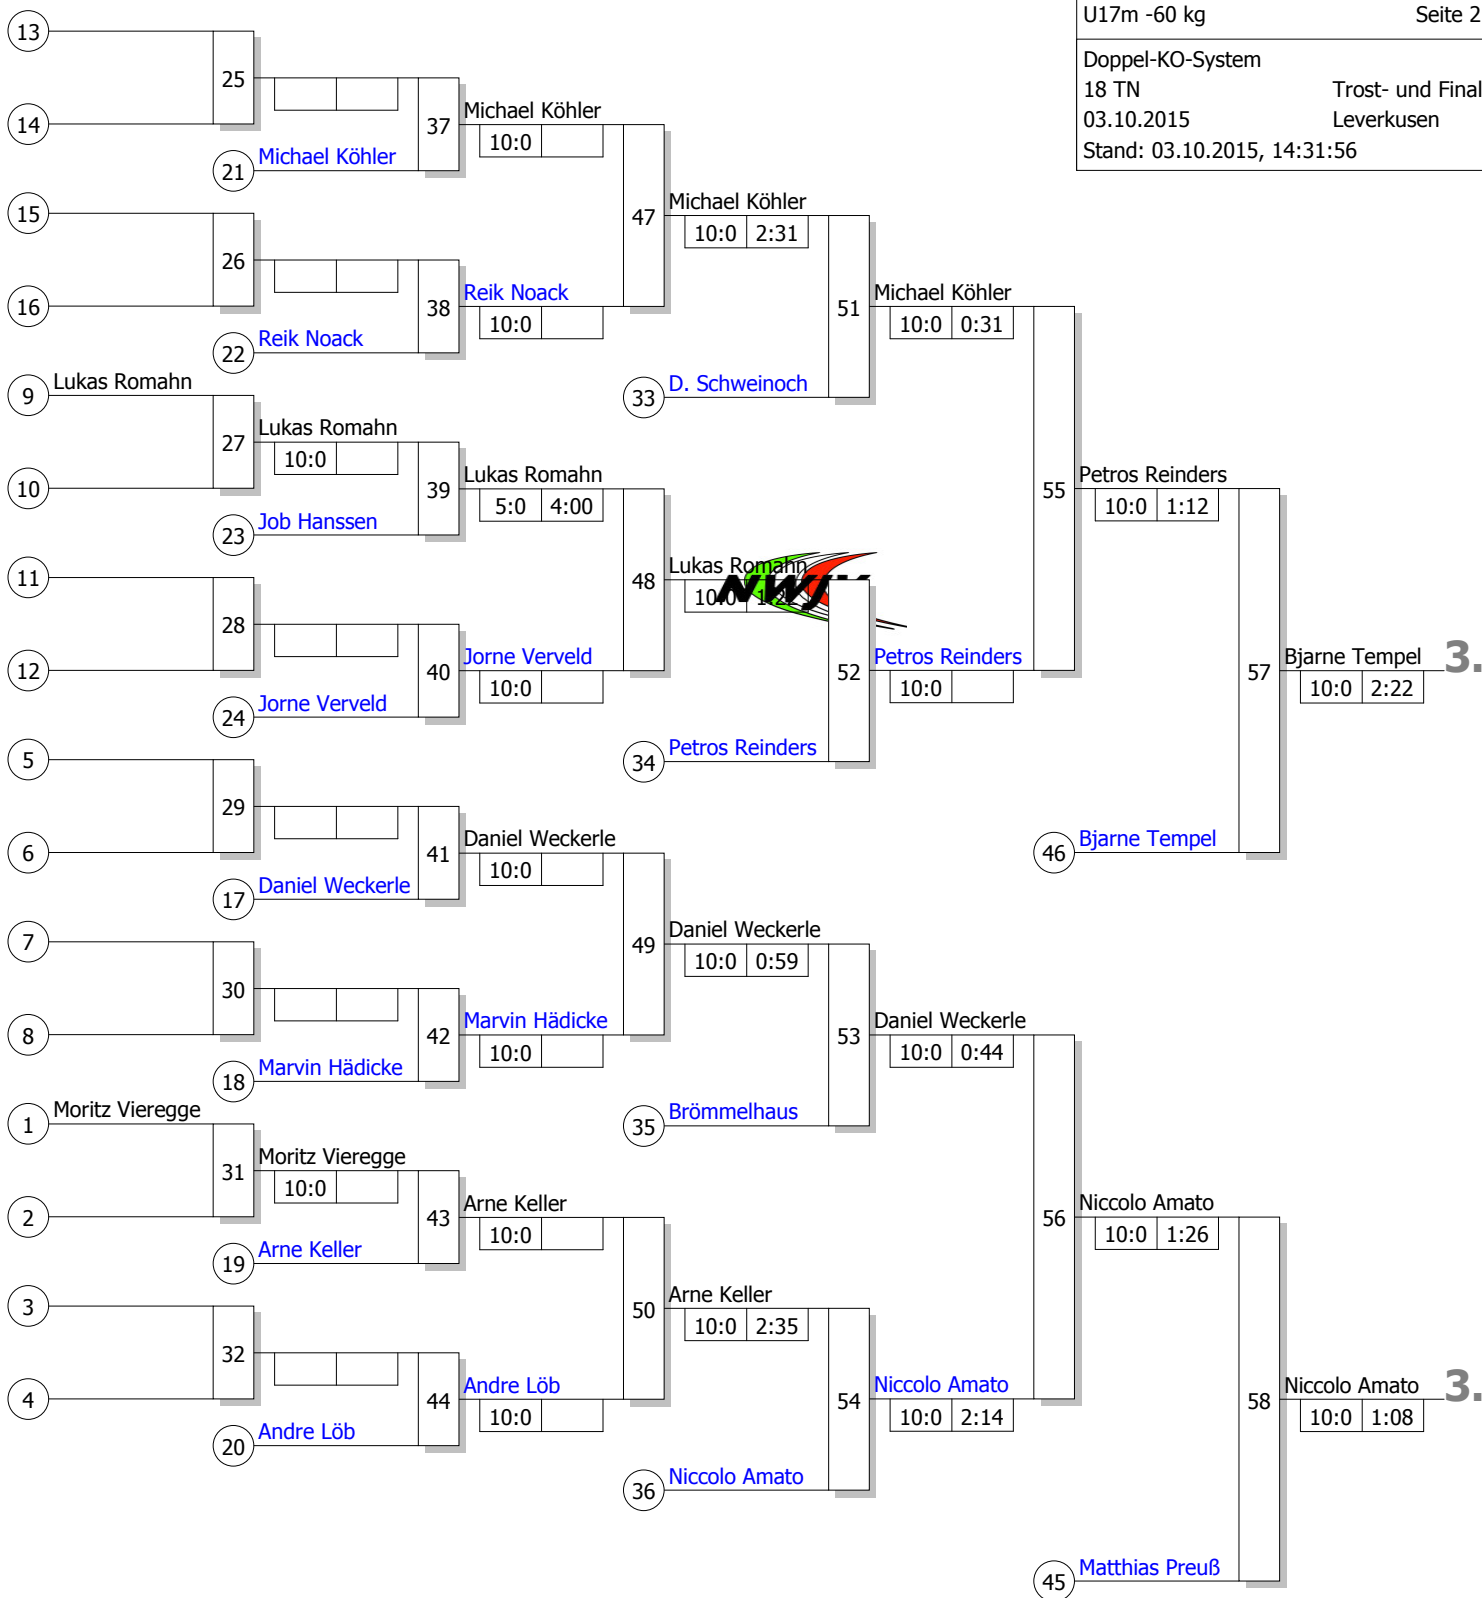 U17m -60 kg Seite 2
Doppel-KO-System
18 TN Trost- und Final
03.10.2015 Leverkusen
Stand: 03.10.2015, 14:31:56
13
25
14
37
Michael Köhler
10:0
21 Michael Köhler
15
47
Michael Köhler
10:0 2:31
26
16
38
Reik Noack
10:0
22 Reik Noack
51
Michael Köhler
10:0 0:31
33 D. Schweinoch
9 Lukas Romahn
27
Lukas Romahn
10:0
10
39
Lukas Romahn
5:0 4:00
23 Job Hanssen
55
Petros Reinders
10:0 1:12
11
48
Lukas Romahn
10:0
NWJV
28
12
40
Jorne Verveld
10:0
24 Jorne Verveld
52
Petros Reinders
10:0
57
Bjarne Tempel
10:0 2:22
3.
34 Petros Reinders
5
29
6
41
Daniel Weckerle
10:0
46 Bjarne Tempel
17 Daniel Weckerle
7
49
Daniel Weckerle
10:0 0:59
30
8
42
Marvin Hädicke
10:0
53
Daniel Weckerle
10:0 0:44
18 Marvin Hädicke
1 Moritz Vieregge
35 Brömmelhaus
31
Moritz Vieregge
10:0
2
43
Arne Keller
10:0
56
Niccolo Amato
10:0 1:26
19 Arne Keller
3
50
Arne Keller
10:0 2:35
32
4
44
Andre Löb
10:0
54
Niccolo Amato
10:0 2:14
58
Niccolo Amato
10:0 1:08
3.
20 Andre Löb
36 Niccolo Amato
45 Matthias Preuß